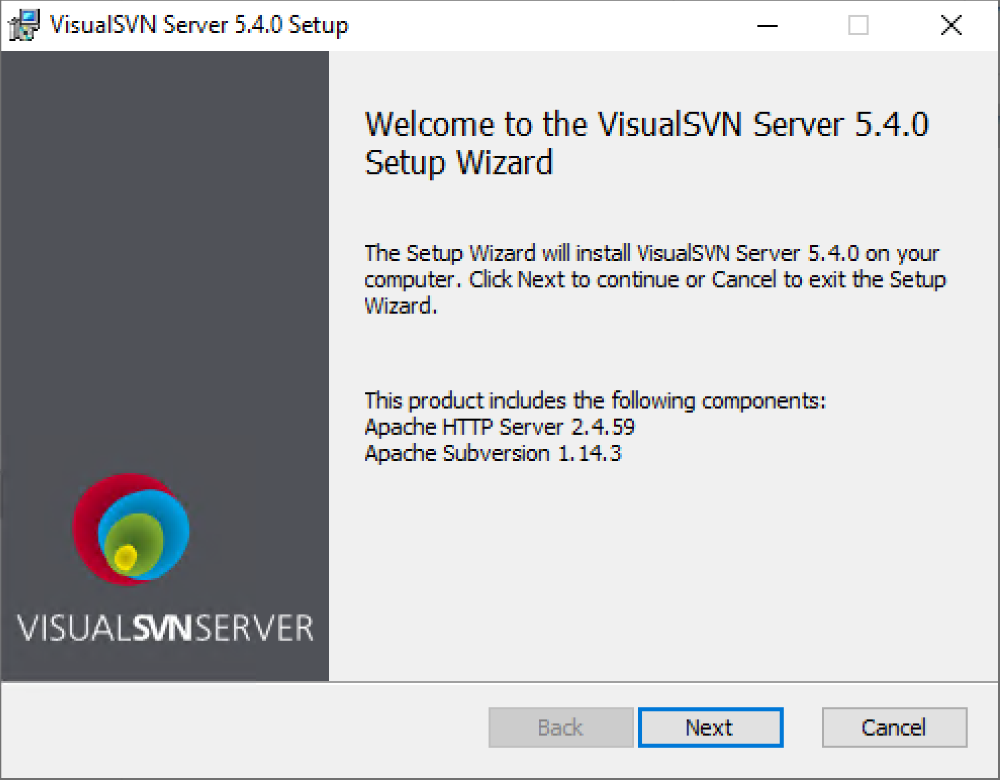 VisualSVN Server 5.4.0 Setup
Welcome to the VisualSVN Server 5.4.0
Setup Wizard
The Setup Wizard will install VisualSVN Server 5.4.0 on your
computer. Click Next to continue or Cancel to exit the Setup
Wizard.
This product includes the following components:
Apache HTTP Server 2.4.59
Apache Subversion 1.14.3
VISUALSVNSERVER
Back
Next
Cancel